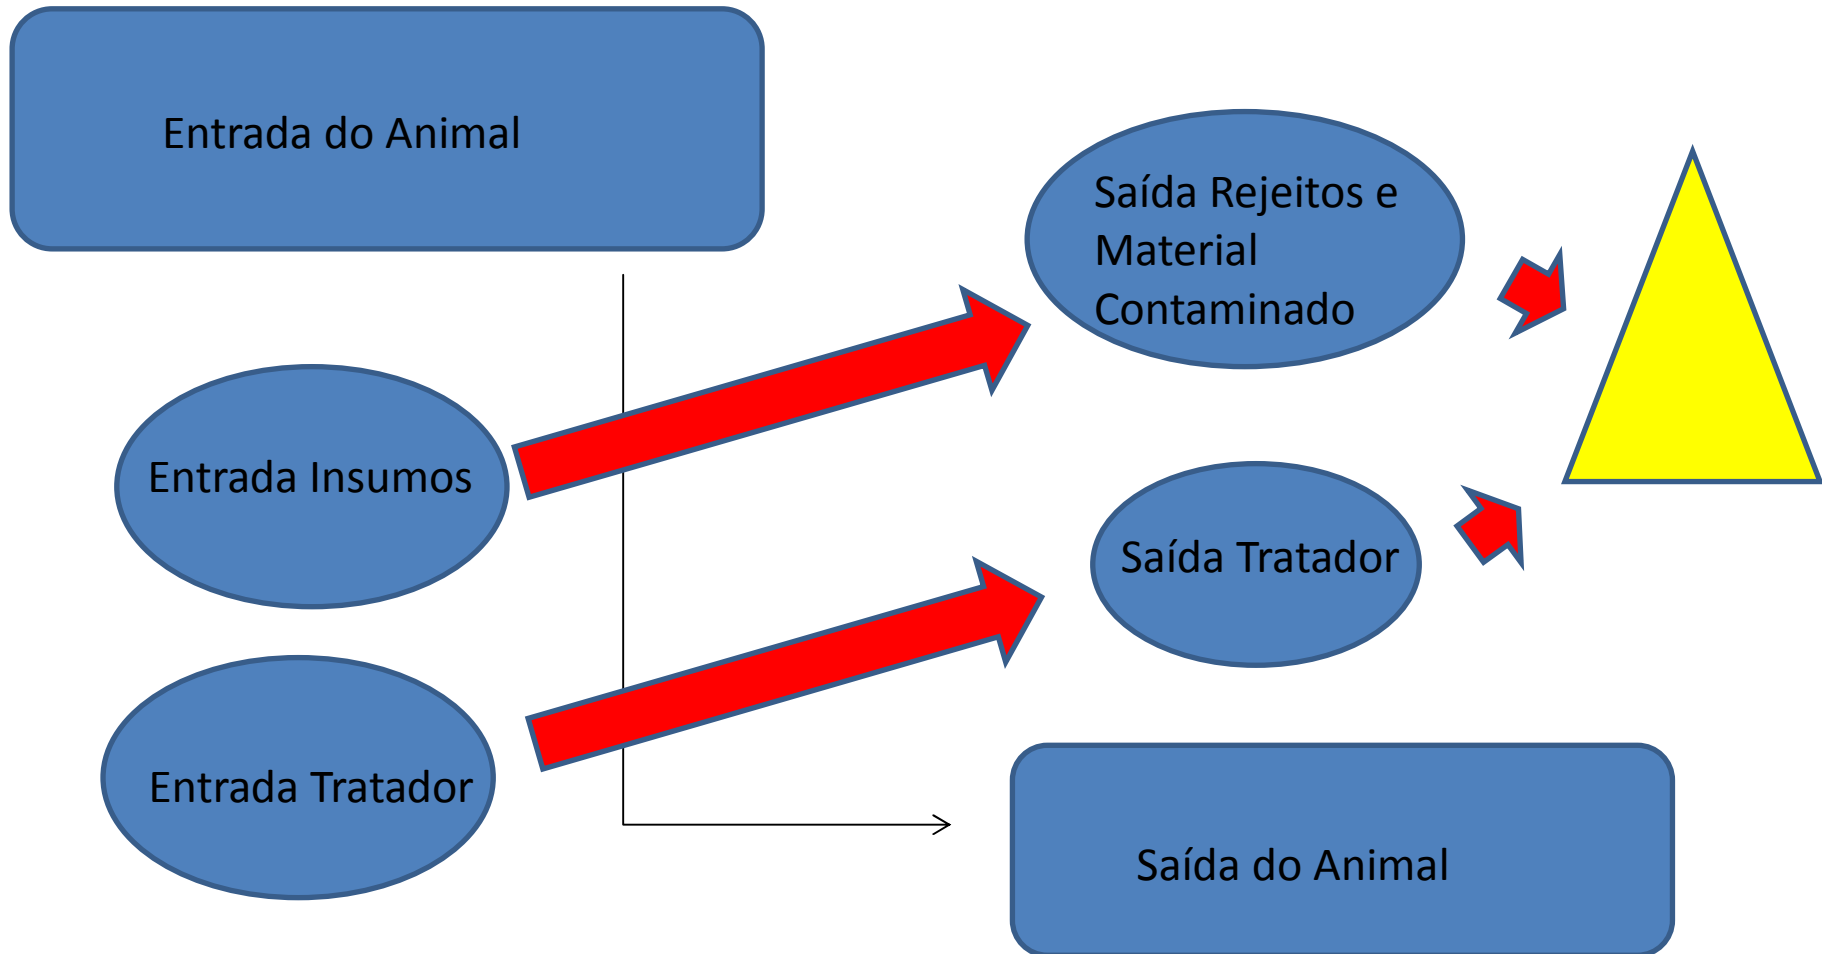 Entrada do Animal
Saída Rejeitos e
Material
Contaminado
Entrada Insumos
Saída Tratador
Entrada Tratador
Saída do Animal